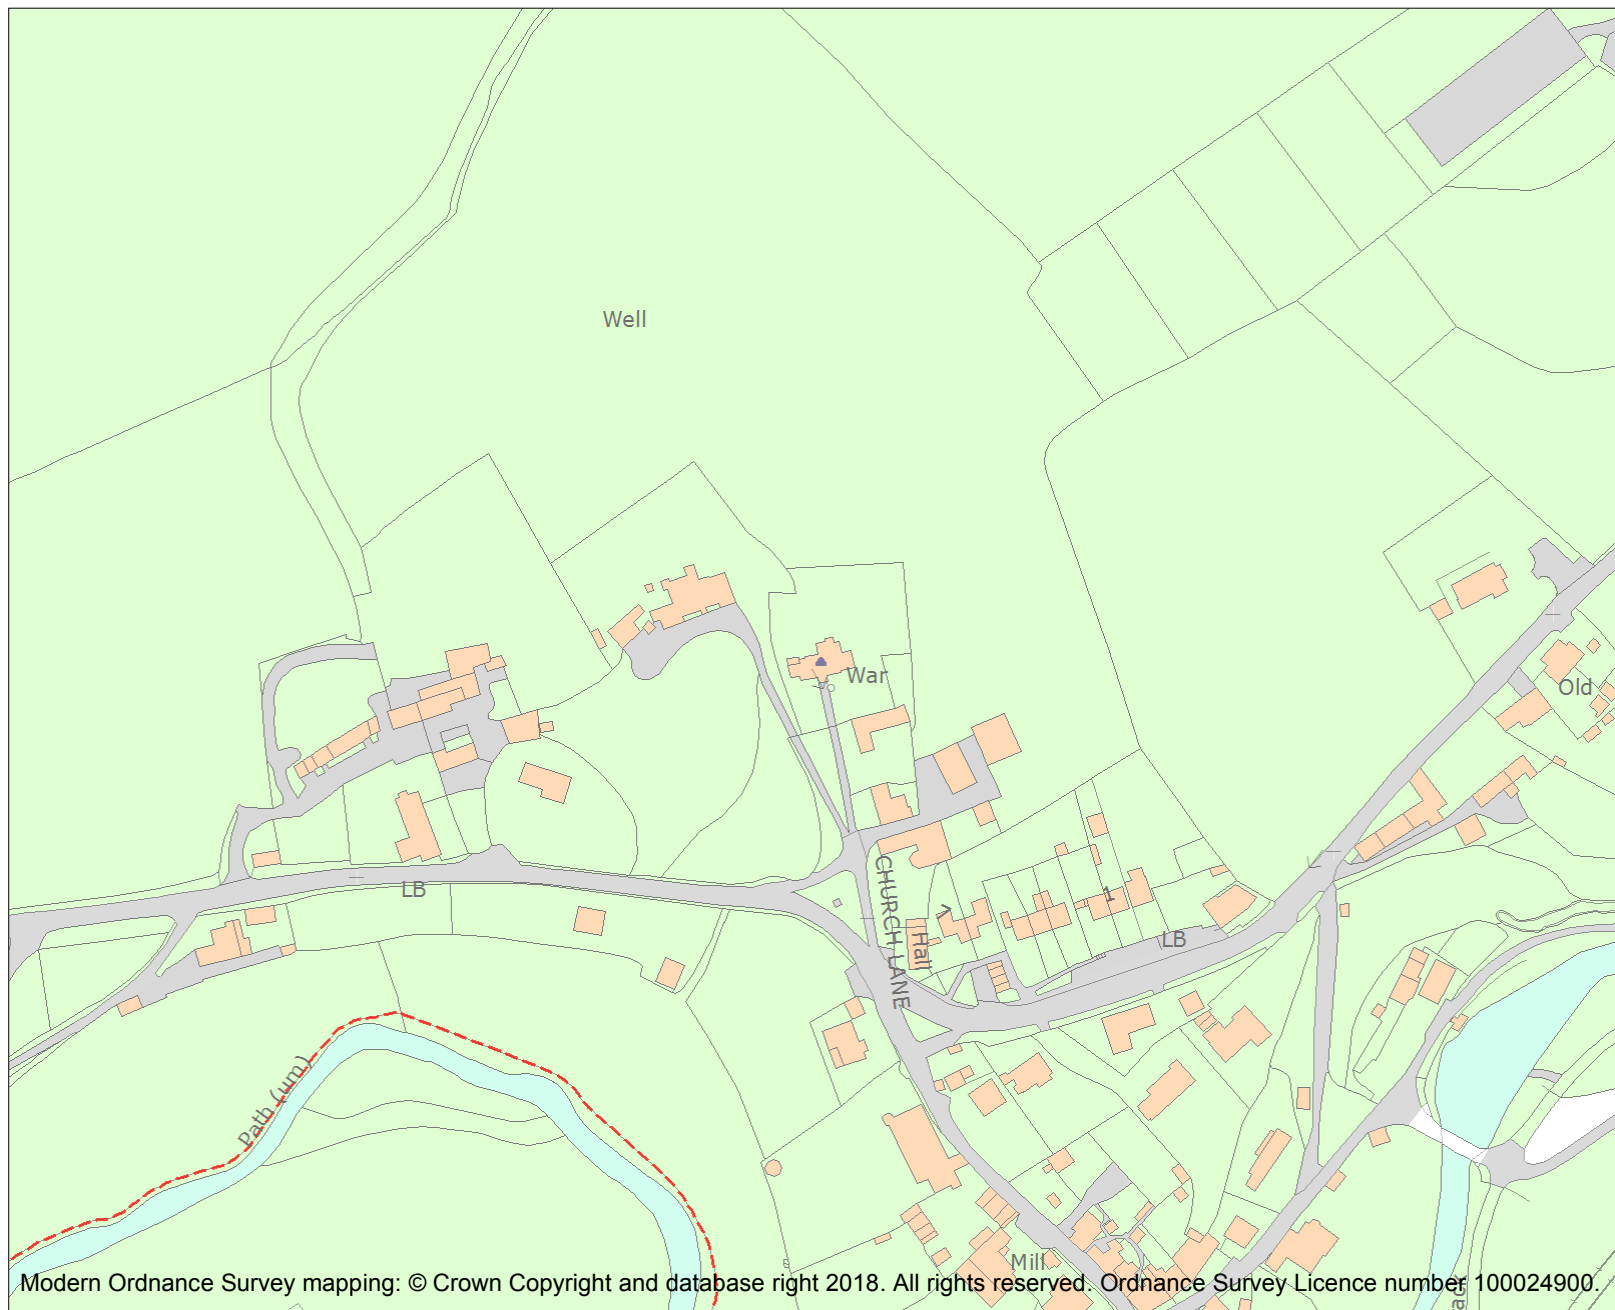 Well
War
Old
LB
CHURCH LANE
Hall
1
LB
Path (um)
Mill
Modern Ordnance Survey mapping: © Crown Copyright and database right 2018. All rights reserved. Ordnance Survey Licence number 100024900.